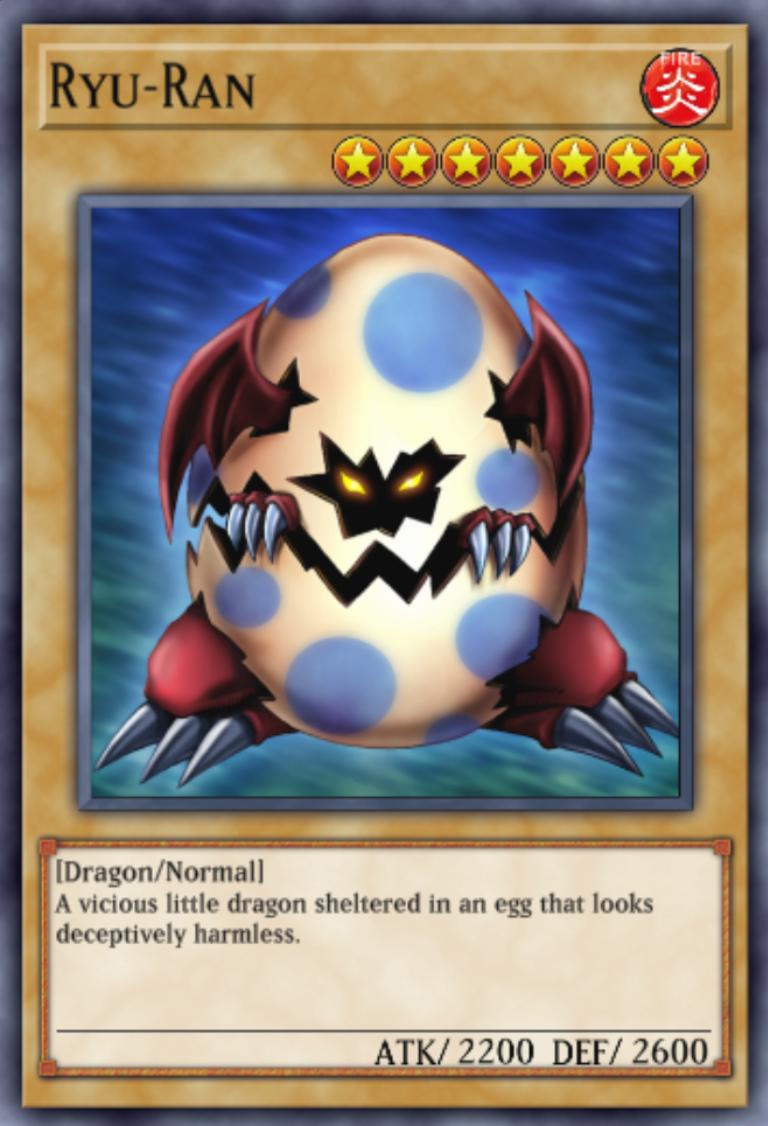 RYU-RAN
FIRE
炎
[Dragon/Normal]
A vicious little dragon sheltered in an egg that looks
deceptively harmless.
ATK/ 2200 DEF/ 2600